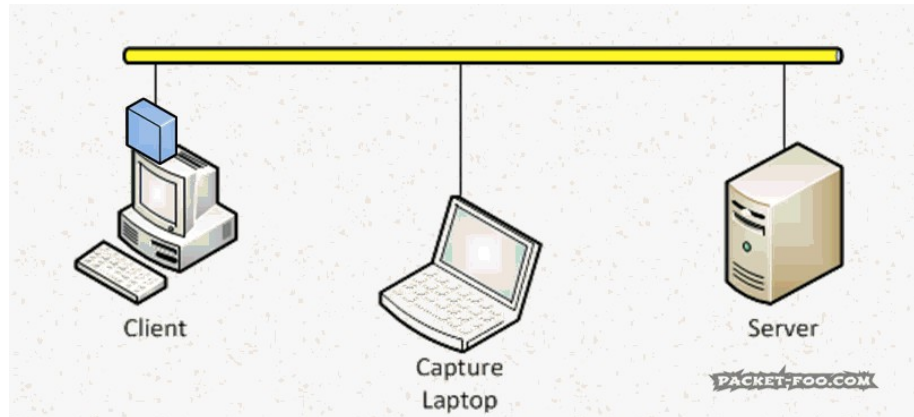 Client
Capture
Laptop
Server
PACKET-FOO.COM